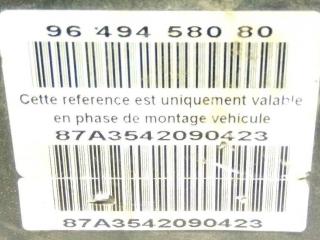 96 494 580 80
Cette reference est uniquement valable
en phase de montage vehicule
87A3542090423
87A3542090423